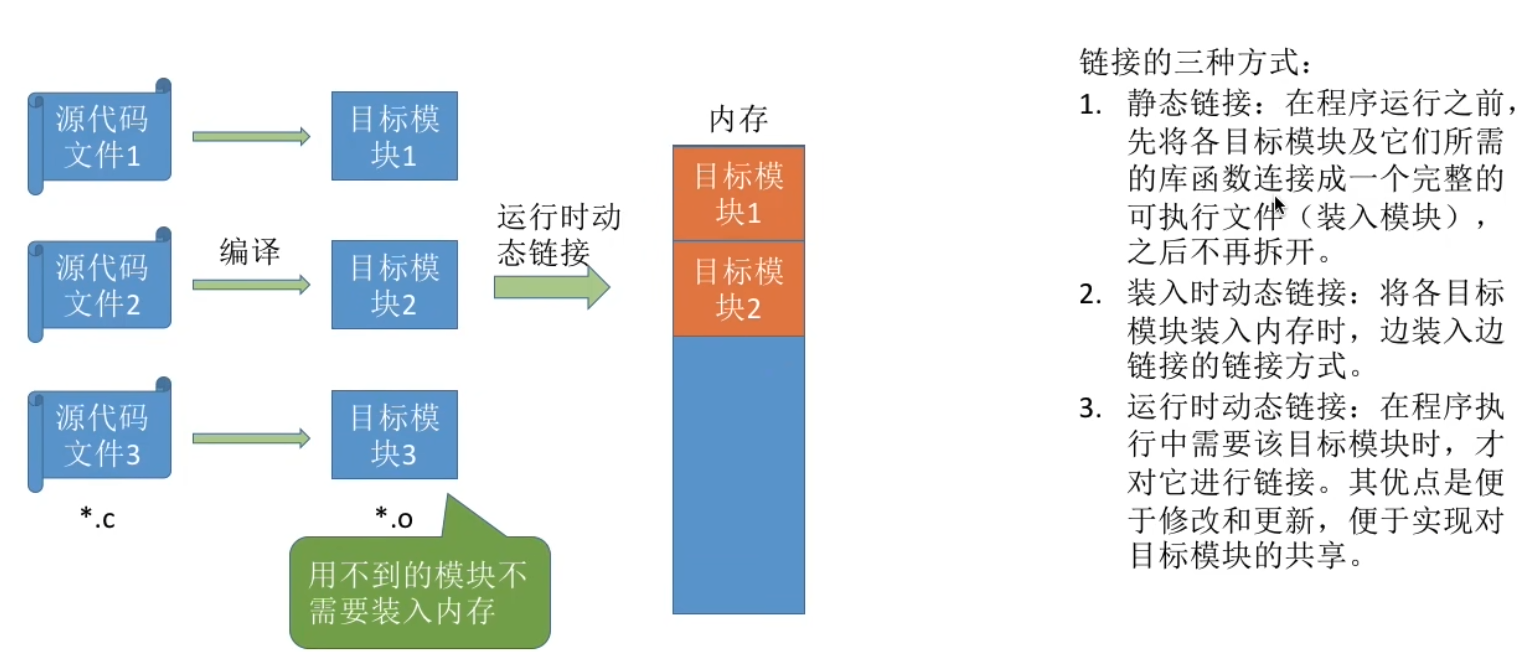 源代码
文件1
目标模
块1
源代码
文件2
编译
目标模
块2
运行时动
态链接
源代码
文件3
目标模
块3
*.c
*.o
用不到的模块不
需要装入内存
内存
目标模
块1
目标模
块2
链接的三种方式：
1. 静态链接：在程序运行之前，
先将各目标模块及它们所需
的库函数连接成一个完整的
可执行文件（装入模块），
之后不再拆开。
2. 装入时动态链接：将各目标
模块装入内存时，边装入边
链接的链接方式。
3. 运行时动态链接：在程序执
行中需要该目标模块时，才
对它进行链接。其优点是便
于修改和更新，便于实现对
目标模块的共享。